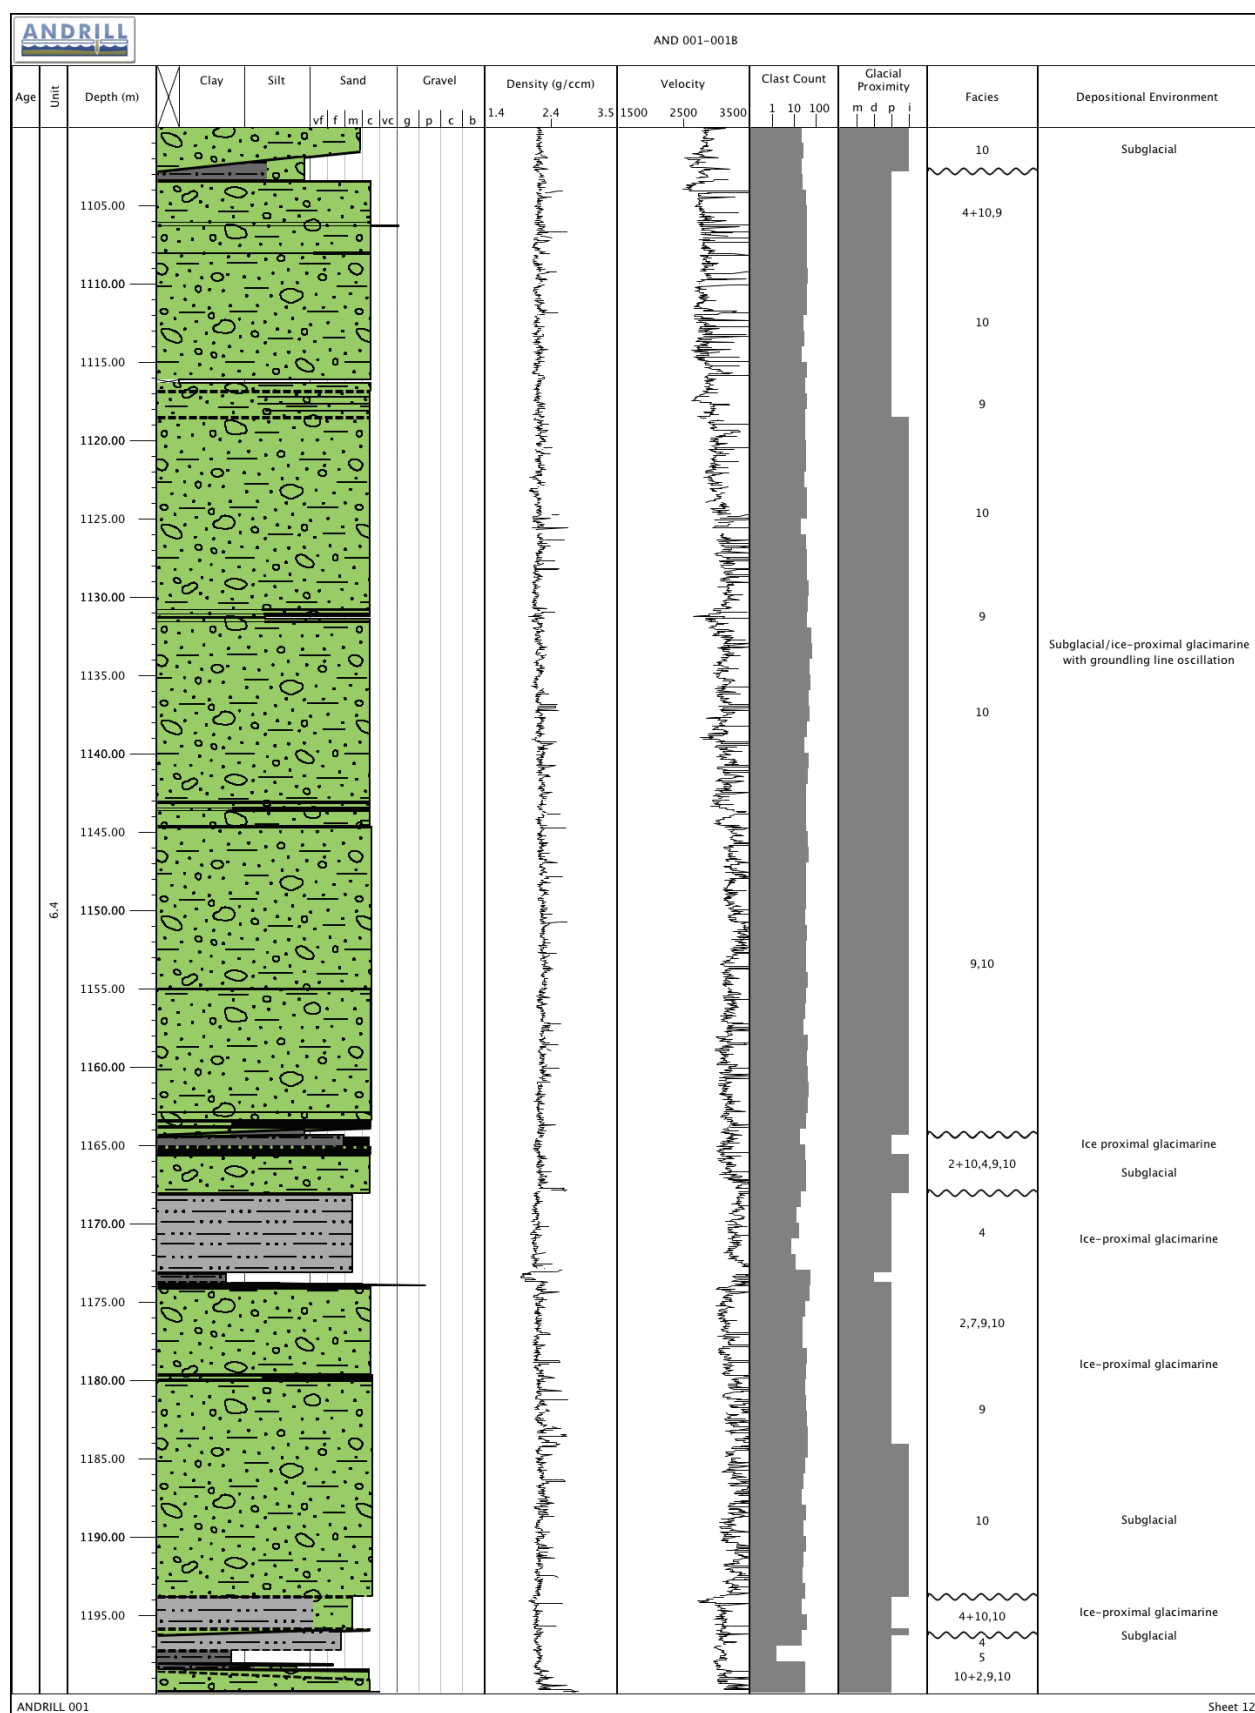 ANDRILL
AND 001-001B
Age
Unit
Depth (m)
Clay
Silt
Sand
Gravel
vf f m c vc g p c b
Density (g/ccm)
1.4 2.4 3.5
Velocity
1500 2500 3500
Clast Count
1 10 100
Glacial
Proximity
m d p i
Facies
Depositional Environment
10
Subglacial
1105.00
4+10,9
1110.00
10
1115.00
9
1120.00
10
1125.00
1130.00
9
Subglacial/ice-proximal glacimarine
with groundling line oscillation
1135.00
10
1140.00
1145.00
6.4
1150.00
9,10
1155.00
1160.00
1165.00
Ice proximal glacimarine
2+10,4,9,10
Subglacial
1170.00
4
Ice-proximal glacimarine
1175.00
2,7,9,10
Ice-proximal glacimarine
1180.00
9
1185.00
10
Subglacial
1190.00
1195.00
4+10,10
Ice-proximal glacimarine
Subglacial
4
5
10+2,9,10
ANDRILL 001
Sheet 12